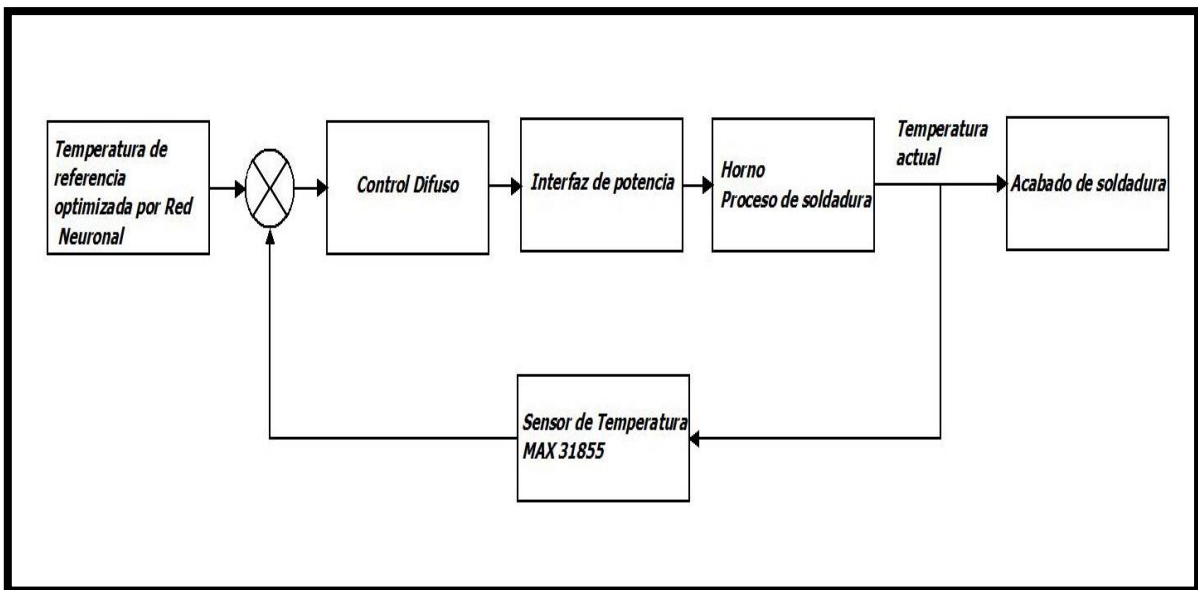 Temperatura de
referencia
optimizada por Red
Neuronal
Control Difuso
Interfaz de potencia
Horno
Proceso de soldadura
Temperatura
actual
Acabado de soldadura
Sensor de Temperatura
MAX 31855